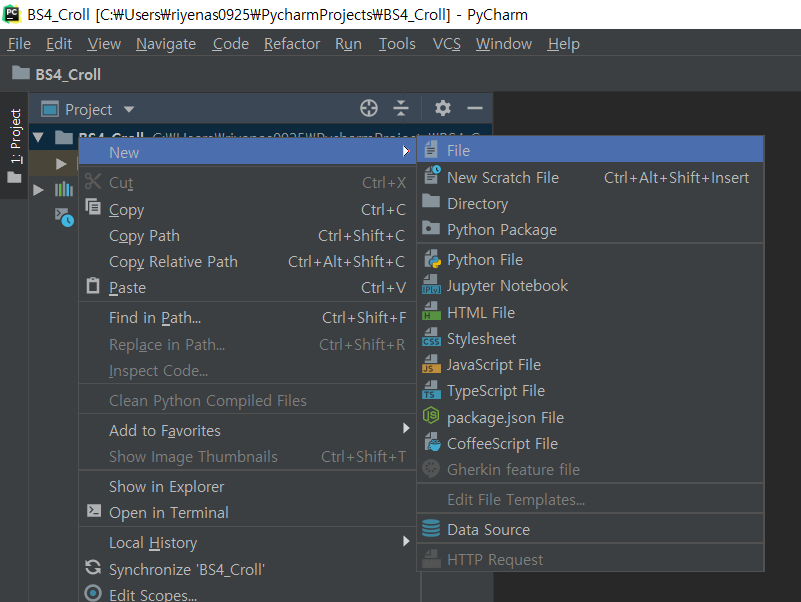 BS4_Croll [C:₩Users₩riyenas0925₩PycharmProjects₩BS4_Croll] - PyCharm
File Edit View Navigate Code Refactor Run Tools VCS Window Help
BS4_Croll
1: Project
Project
BS4_Croll C:₩Users₩riyenas0925₩PycharmProjects₩BS4_C
New
Cut Ctrl+X
Copy Ctrl+C
Copy Path Ctrl+Shift+C
Copy Relative Path Ctrl+Alt+Shift+C
Paste Ctrl+V
Find in Path... Ctrl+Shift+F
Replace in Path... Ctrl+Shift+R
Inspect Code...
Clean Python Compiled Files
Add to Favorites
Show Image Thumbnails Ctrl+Shift+T
Show in Explorer
Open in Terminal
Local History
Synchronize 'BS4_Croll'
Edit Scopes...
File
New Scratch File Ctrl+Alt+Shift+Insert
Directory
Python Package
Python File
Jupyter Notebook
HTML File
Stylesheet
JavaScript File
TypeScript File
package.json File
CoffeeScript File
Gherkin feature file
Edit File Templates...
Data Source
HTTP Request